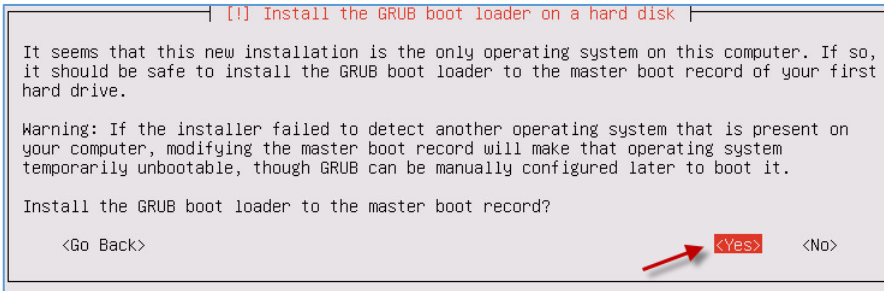 [!] Install the GRUB boot loader on a hard disk
It seems that this new installation is the only operating system on this computer. If so,
it should be safe to install the GRUB boot loader to the master boot record of your first
hard drive.
Warning: If the installer failed to detect another operating system that is present on
your computer, modifying the master boot record will make that operating system
temporarily unbootable, though GRUB can be manually configured later to boot it.
Install the GRUB boot loader to the master boot record?
<Go Back> <Yes> <No>